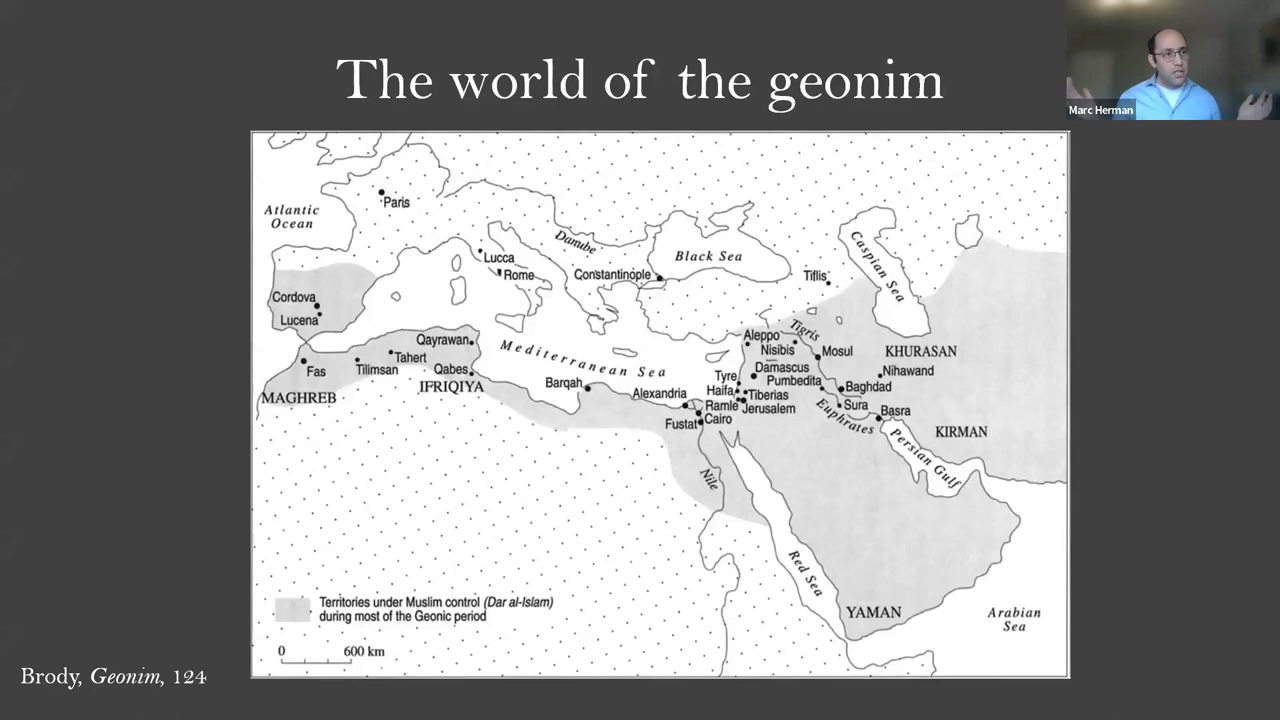 The world of the geonim
Marc Herman
Atlantic
Ocean
Paris
Danube
Lucca
Rome
Constantinople
Black Sea
Tiflis
Caspian Sea
Cordova
Lucena
Qayrawan
Tahert
Fas
Tilimsan
Qabes
IFRIQIYA
MAGHREB
Mediterranean Sea
Barqah
Alexandria
Fustat
Cairo
Nile
Aleppo
Tigris
Nisibis
Mosul
KHURASAN
Tyre
Damascus
Nihawand
Haifa
Pumbedita
Baghdad
Tiberias
Ramle
Jerusalem
Sura
Basra
Euphrates
KIRMAN
Persian Gulf
Red Sea
YAMAN
Arabian
Sea
Territories under Muslim control (Dar al-Islam)
during most of the Geonic period
0 600 km
Brody, Geonim, 124